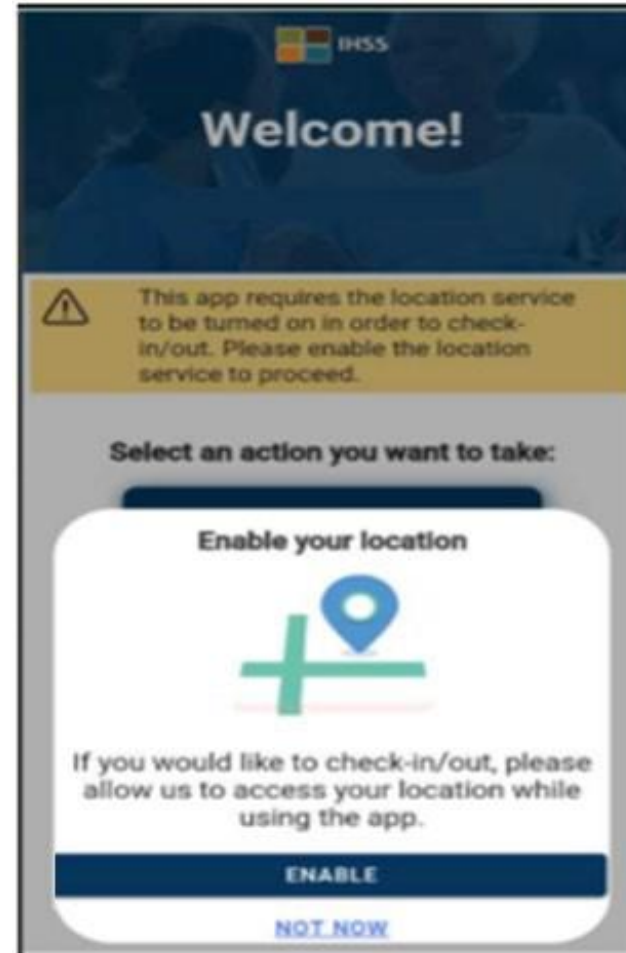 IHSS
Welcome!
This app requires the location service
to be turned on in order to check-
in/out. Please enable the location
service to proceed.
Select an action you want to take:
Enable your location
If you would like to check-in/out, please
allow us to access your location while
using the app.
ENABLE
NOT NOW